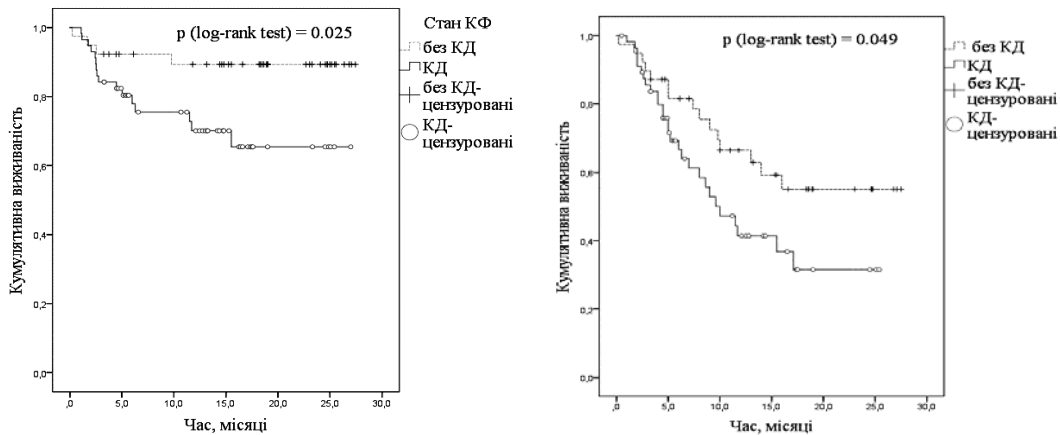 p (log-rank test) = 0.025
Стан КФ
без КД
КД
без КД-
цензуровані
КД-
цензуровані
Кумулятивна виживаність
1,0
0,8
0,6
0,4
0,2
0,0
,0 5,0 10,0 15,0 20,0 25,0 30,0
Час, місяці
p (log-rank test) = 0.049
без КД
КД
без КД-
цензуровані
КД-
цензуровані
Кумулятивна виживаність
1,0
0,8
0,6
0,4
0,2
0,0
,0 5,0 10,0 15,0 20,0 25,0 30,0
Час, місяці